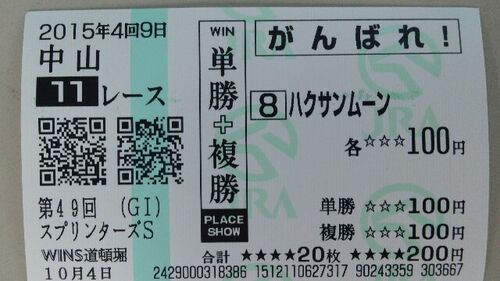 2015年4回9日
中山
11レース
第49回 (GI)
スプリンターズS
WINS道頓堀
10月4日
WIN
単勝+複勝
PLACE
SHOW
がんばれ!
8 ハクサンムーン
各☆☆☆100円
単勝 ☆☆☆100円
複勝 ☆☆☆100円
合計 ★★★★20枚 ★★★★200円
2429000318386 1512110627317 90243359 303667
JRA